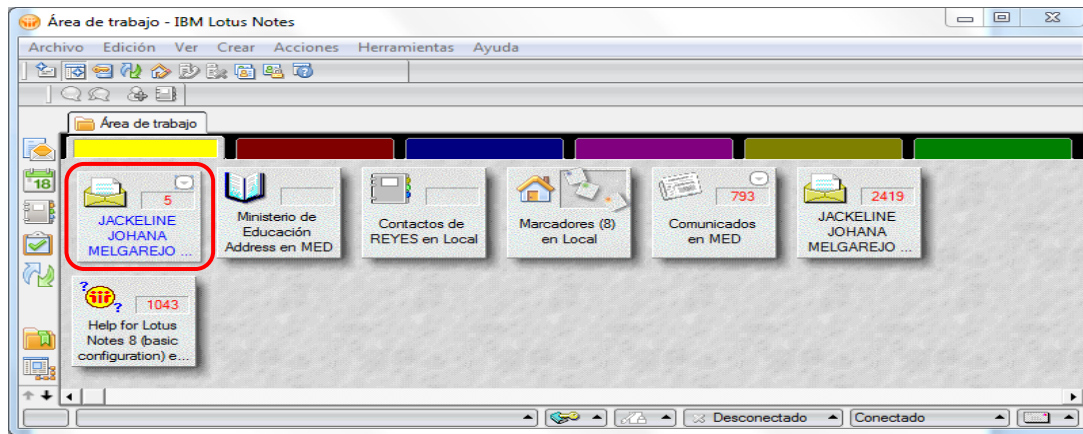 Área de trabajo - IBM Lotus Notes
Archivo Edición Ver Crear Acciones Herramientas Ayuda
Área de trabajo
18
5
JACKELINE
JOHANA
MELGAREJO ...
Ministerio de
Educación
Address en MED
Contactos de
REYES en Local
Marcadores (8)
en Local
793
Comunicados
en MED
2419
JACKELINE
JOHANA
MELGAREJO ...
1043
Help for Lotus
Notes 8 (basic
configuration) e...
Desconectado
Conectado